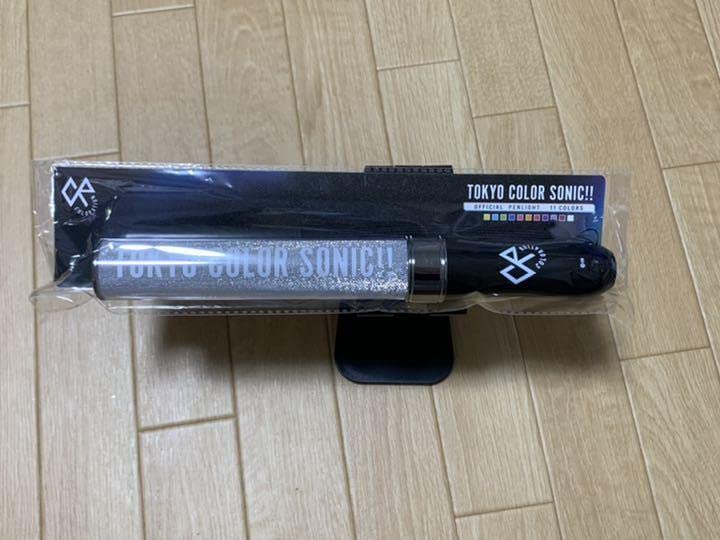 TOKYO COLOR SONIC!!
OFFICIAL PENLIGHT 11 COLORS
TOKYO COLOR SONIC!!